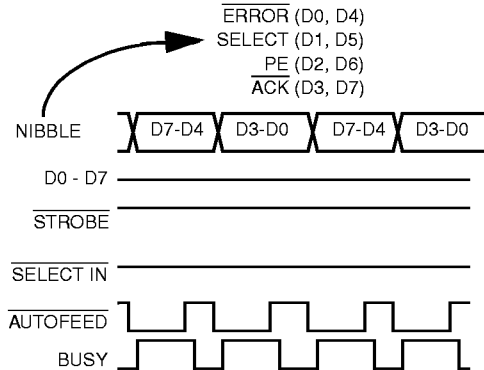 ERROR (D0, D4)
SELECT (D1, D5)
PE (D2, D6)
ACK (D3, D7)
NIBBLE D7-D4 D3-D0 D7-D4 D3-D0
D0 - D7
STROBE
SELECT IN
AUTOFEED
BUSY